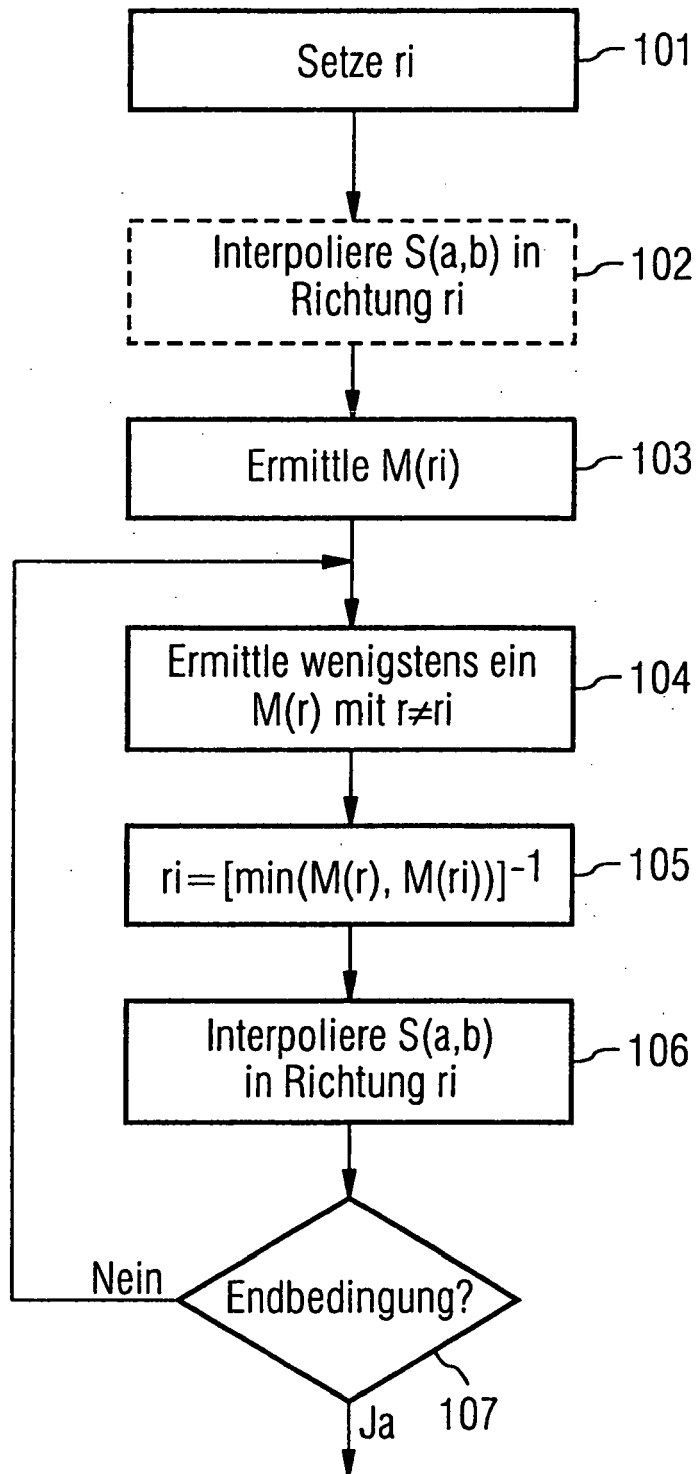 Setze ri
101
Interpoliere S(a,b) in
Richtung ri
102
Ermittle M(ri)
103
Ermittle wenigstens ein
M(r) mit r≠ri
104
ri=[min(M(r), M(ri))]⁻¹
105
Interpoliere S(a,b)
in Richtung ri
106
Nein
Endbedingung?
107
Ja